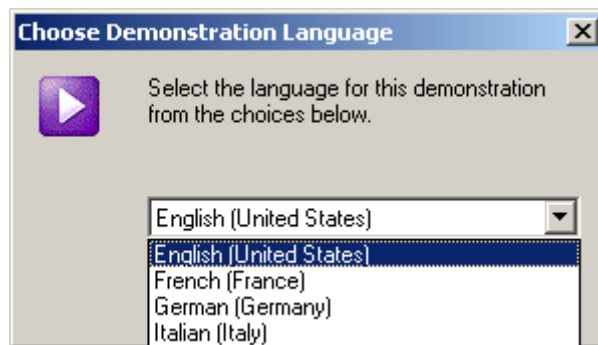 Choose Demonstration Language
Select the language for this demonstration
from the choices below.
English (United States)
English (United States)
French (France)
German (Germany)
Italian (Italy)